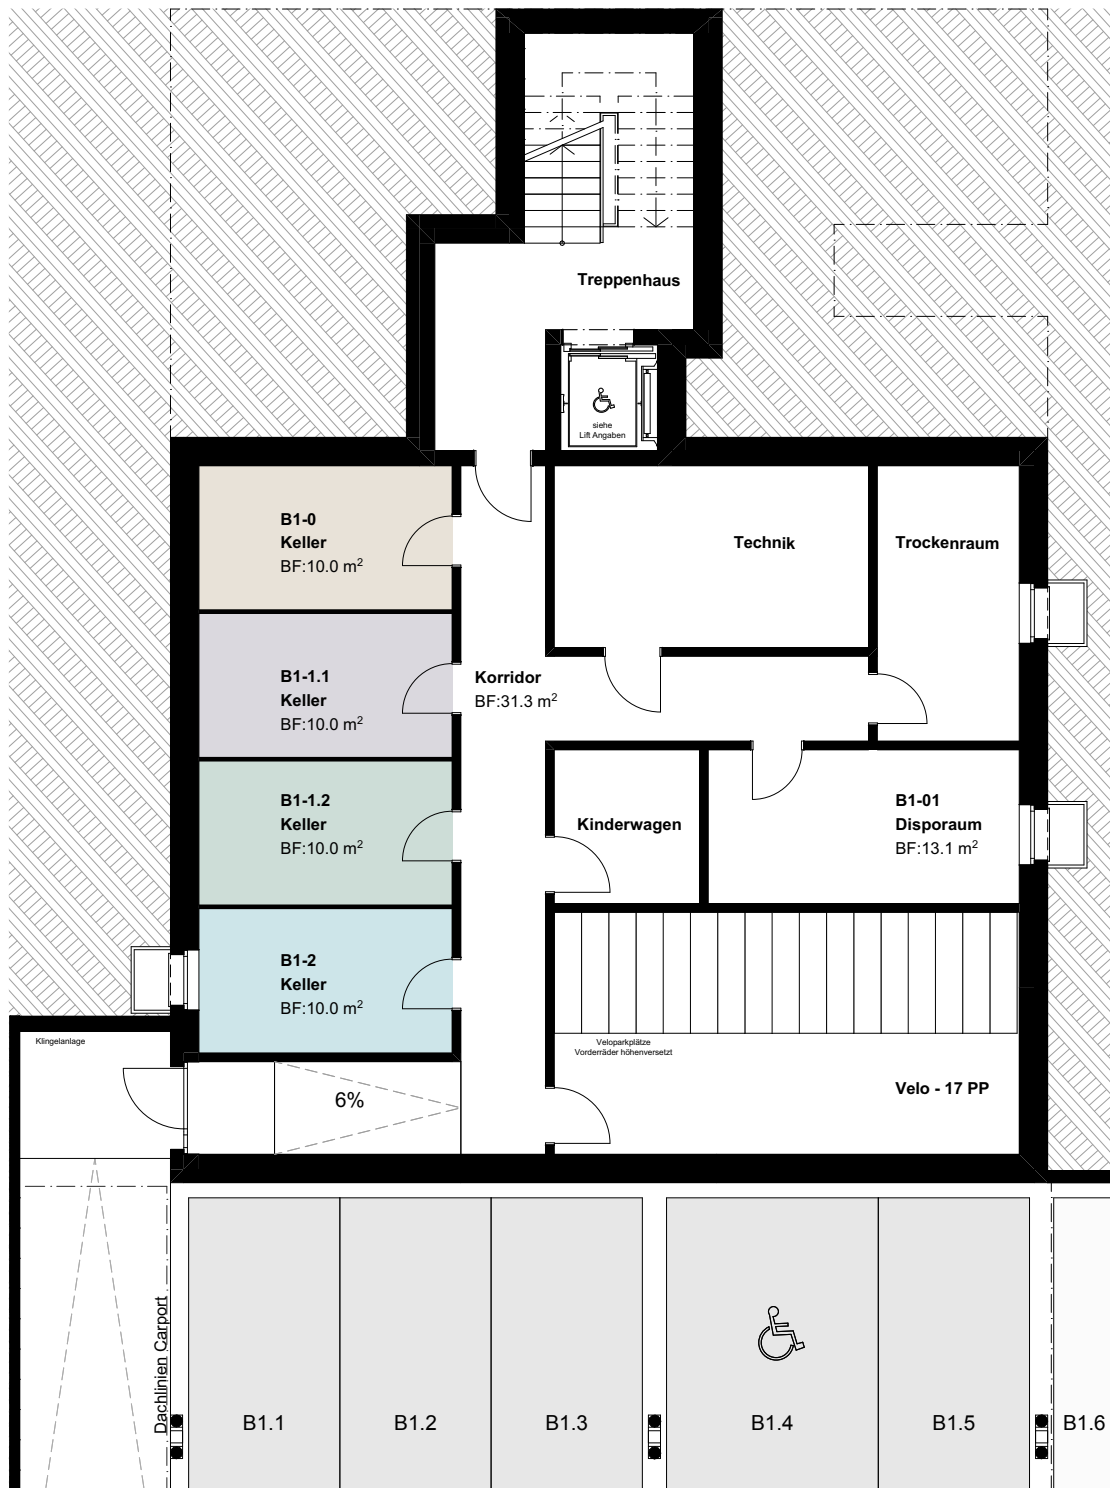 Treppenhaus
siehe
Lift Angaben
B1-0
Keller
BF:10.0 m²
Technik
Trockenraum
B1-1.1
Keller
BF:10.0 m²
Korridor
BF:31.3 m²
B1-1.2
Keller
BF:10.0 m²
Kinderwagen
B1-01
Disporaum
BF:13.1 m²
B1-2
Keller
BF:10.0 m²
Klingelanlage
Veloparkplätze
Vorderräder höhenversetzt
6%
Velo - 17 PP
Dachlinien Carport
B1.1
B1.2
B1.3
B1.4
B1.5
B1.6